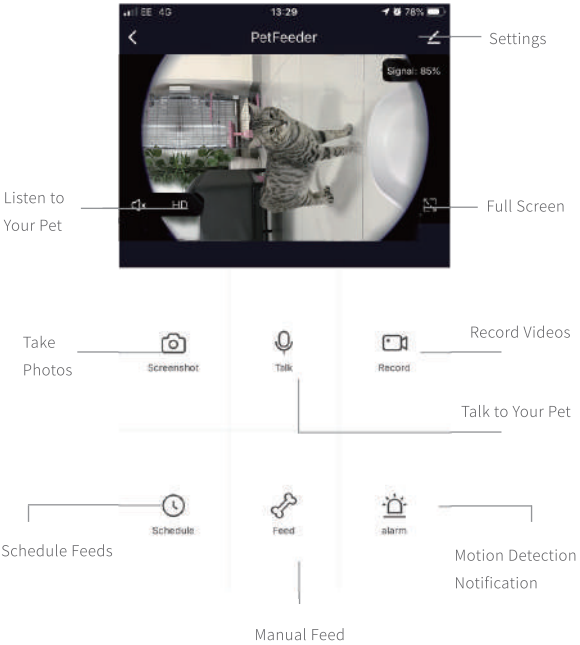 EE 4G 13:29 78%
PetFeeder
Settings
Signal: 85%
Listen to
Your Pet
HD
Full Screen
Take
Photos
Screenshot
Talk
Record
Record Videos
Talk to Your Pet
Schedule
Feed
alarm
Schedule Feeds
Motion Detection
Notification
Manual Feed